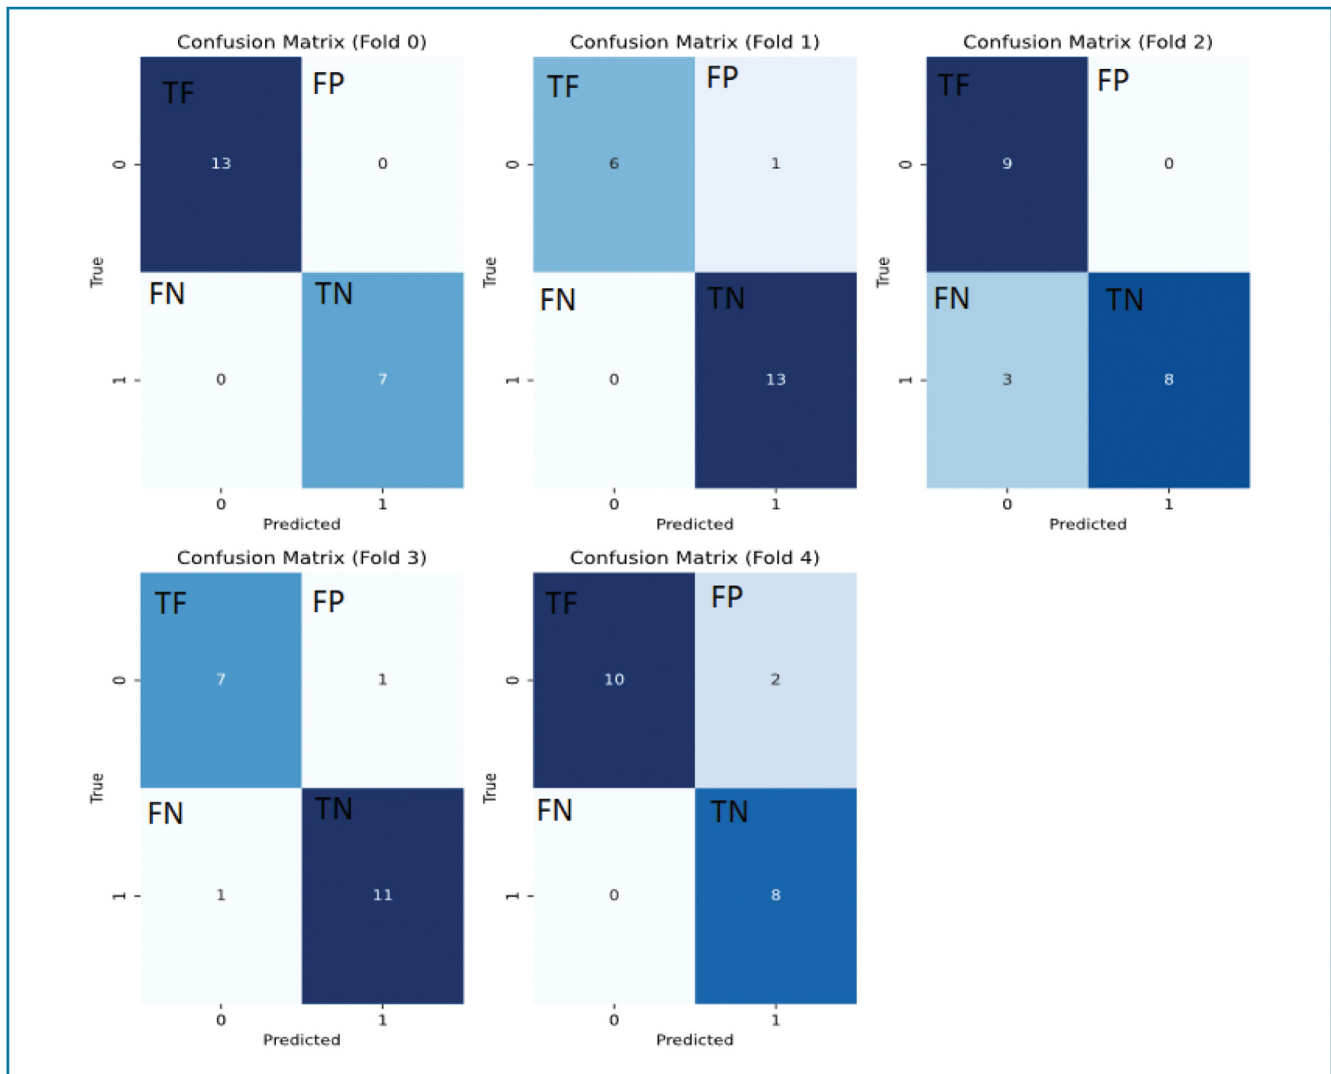 Confusion Matrix (Fold 0)
TF
FP
0
13
0
True
FN
TN
1
0
7
0
1
Predicted
Confusion Matrix (Fold 1)
TF
FP
0
6
1
True
FN
TN
1
0
13
0
1
Predicted
Confusion Matrix (Fold 2)
TF
FP
0
9
0
True
FN
TN
1
3
8
0
1
Predicted
Confusion Matrix (Fold 3)
TF
FP
0
7
1
True
FN
TN
1
1
11
0
1
Predicted
Confusion Matrix (Fold 4)
TF
FP
0
10
2
True
FN
TN
1
0
8
0
1
Predicted